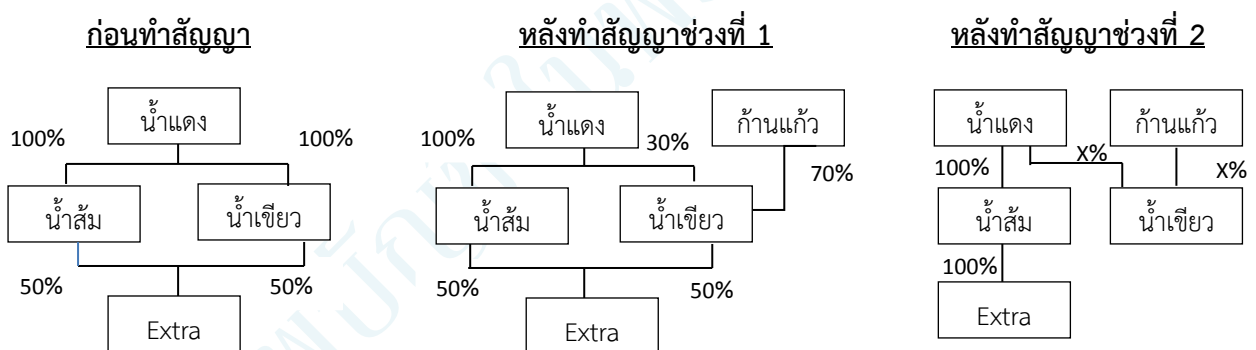 ก่อนทำสัญญา
หลังทำสัญญาช่วงที่ 1
หลังทำสัญญาช่วงที่ 2
น้ำแดง
น้ำแดง
ก้านแก้ว
น้ำแดง
ก้านแก้ว
100%
100%
100%
30%
70%
100%
X%
X%
น้ำส้ม
น้ำเขียว
น้ำส้ม
น้ำเขียว
น้ำส้ม
น้ำเขียว
50%
50%
50%
50%
100%
Extra
Extra
Extra